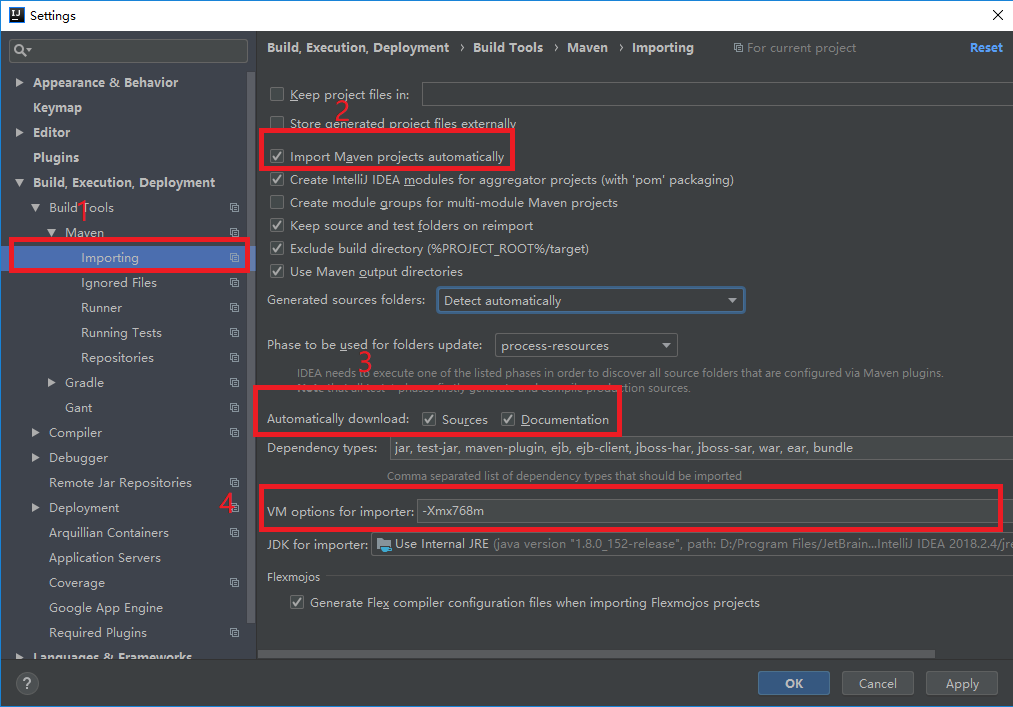 Settings
Build, Execution, Deployment › Build Tools › Maven › Importing For current project Reset
Appearance & Behavior
Keymap
Editor
Plugins
Build, Execution, Deployment
Build Tools
1
Maven
Importing
Ignored Files
Runner
Running Tests
Repositories
Gradle
Gant
Compiler
Debugger
Remote Jar Repositories
Deployment
Arquillian Containers
Application Servers
Coverage
Google App Engine
Required Plugins
Languages & Frameworks
Keep project files in:
2
Store generated project files externally
Import Maven projects automatically
Create IntelliJ IDEA modules for aggregator projects (with 'pom' packaging)
Create module groups for multi-module Maven projects
Keep source and test folders on reimport
Exclude build directory (%PROJECT_ROOT%/target)
Use Maven output directories
Generated sources folders: Detect automatically
Phase to be used for folders update: process-resources
3
IDEA needs to execute one of the listed phases in order to discover all source folders that are configured via Maven plugins.
Note that all test-* phases firstly generate and compile production sources.
Automatically download: Sources Documentation
Dependency types: jar, test-jar, maven-plugin, ejb, ejb-client, jboss-har, jboss-sar, war, ear, bundle
Comma separated list of dependency types that should be imported
4
VM options for importer: -Xmx768m
JDK for importer: Use Internal JRE (java version "1.8.0_152-release", path: D:/Program Files/JetBrain...IntelliJ IDEA 2018.2.4/jre
Flexmojos
Generate Flex compiler configuration files when importing Flexmojos projects
?
OK Cancel Apply